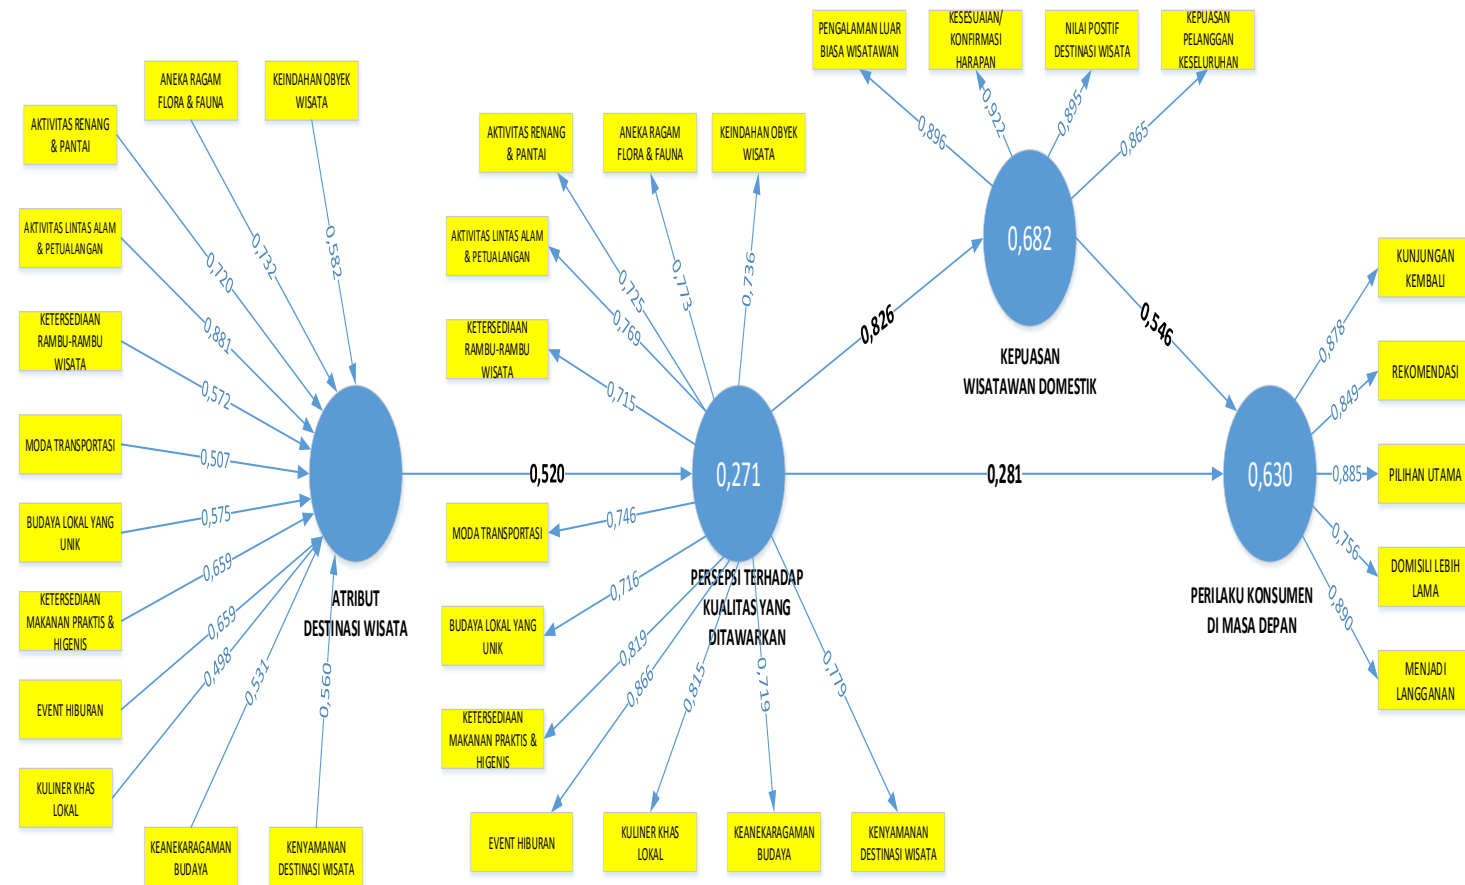 ANEKA RAGAM
FLORA & FAUNA
KEINDAHAN OBYEK
WISATA
AKTIVITAS RENANG
& PANTAI
AKTIVITAS LINTAS ALAM
& PETUALANGAN
KETERSEDIAAN
RAMBU-RAMBU
WISATA
MODA TRANSPORTASI
BUDAYA LOKAL YANG
UNIK
KETERSEDIAAN
MAKANAN PRAKTIS &
HIGENIS
EVENT HIBURAN
KULINER KHAS
LOKAL
KEANEKARAGAMAN
BUDAYA
KENYAMANAN
DESTINASI WISATA
0,582
0,732
0,720
0,881
0,572
0,507
0,575
0,659
0,659
0,498
0,531
0,560
ATRIBUT
DESTINASI WISATA
0,520
AKTIVITAS RENANG
& PANTAI
ANEKA RAGAM
FLORA & FAUNA
KEINDAHAN OBYEK
WISATA
AKTIVITAS LINTAS ALAM
& PETUALANGAN
KETERSEDIAAN
RAMBU-RAMBU
WISATA
MODA TRANSPORTASI
BUDAYA LOKAL YANG
UNIK
KETERSEDIAAN
MAKANAN PRAKTIS &
HIGENIS
EVENT HIBURAN
KULINER KHAS
LOKAL
KEANEKARAGAMAN
BUDAYA
KENYAMANAN
DESTINASI WISATA
0,725
0,773
0,736
0,769
0,715
0,746
0,716
0,819
0,866
0,815
0,719
0,779
0,271
PERSEPSI TERHADAP
KUALITAS YANG
DITAWARKAN
0,826
0,281
PENGALAMAN LUAR
BIASA WISATAWAN
KESESUAIAN/
KONFIRMASI
HARAPAN
NILAI POSITIF
DESTINASI WISATA
KEPUASAN
PELANGGAN
KESELURUHAN
0,896
0,922
0,895
0,865
0,682
KEPUASAN
WISATAWAN DOMESTIK
0,546
0,630
PERILAKU KONSUMEN
DI MASA DEPAN
0,878
0,849
0,885
0,756
0,890
KUNJUNGAN
KEMBALI
REKOMENDASI
PILIHAN UTAMA
DOMISILI LEBIH
LAMA
MENJADI
LANGGANAN